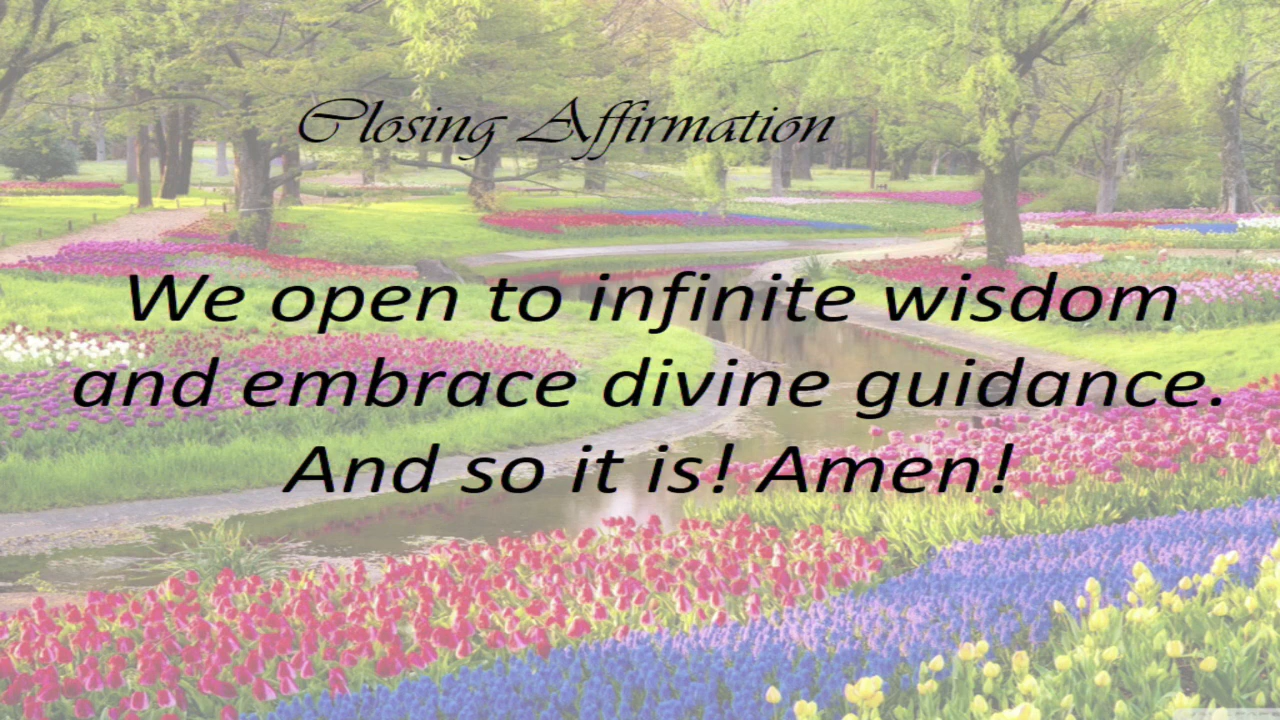 Closing Affirmation
We open to infinite wisdom
and embrace divine guidance.
And so it is! Amen!